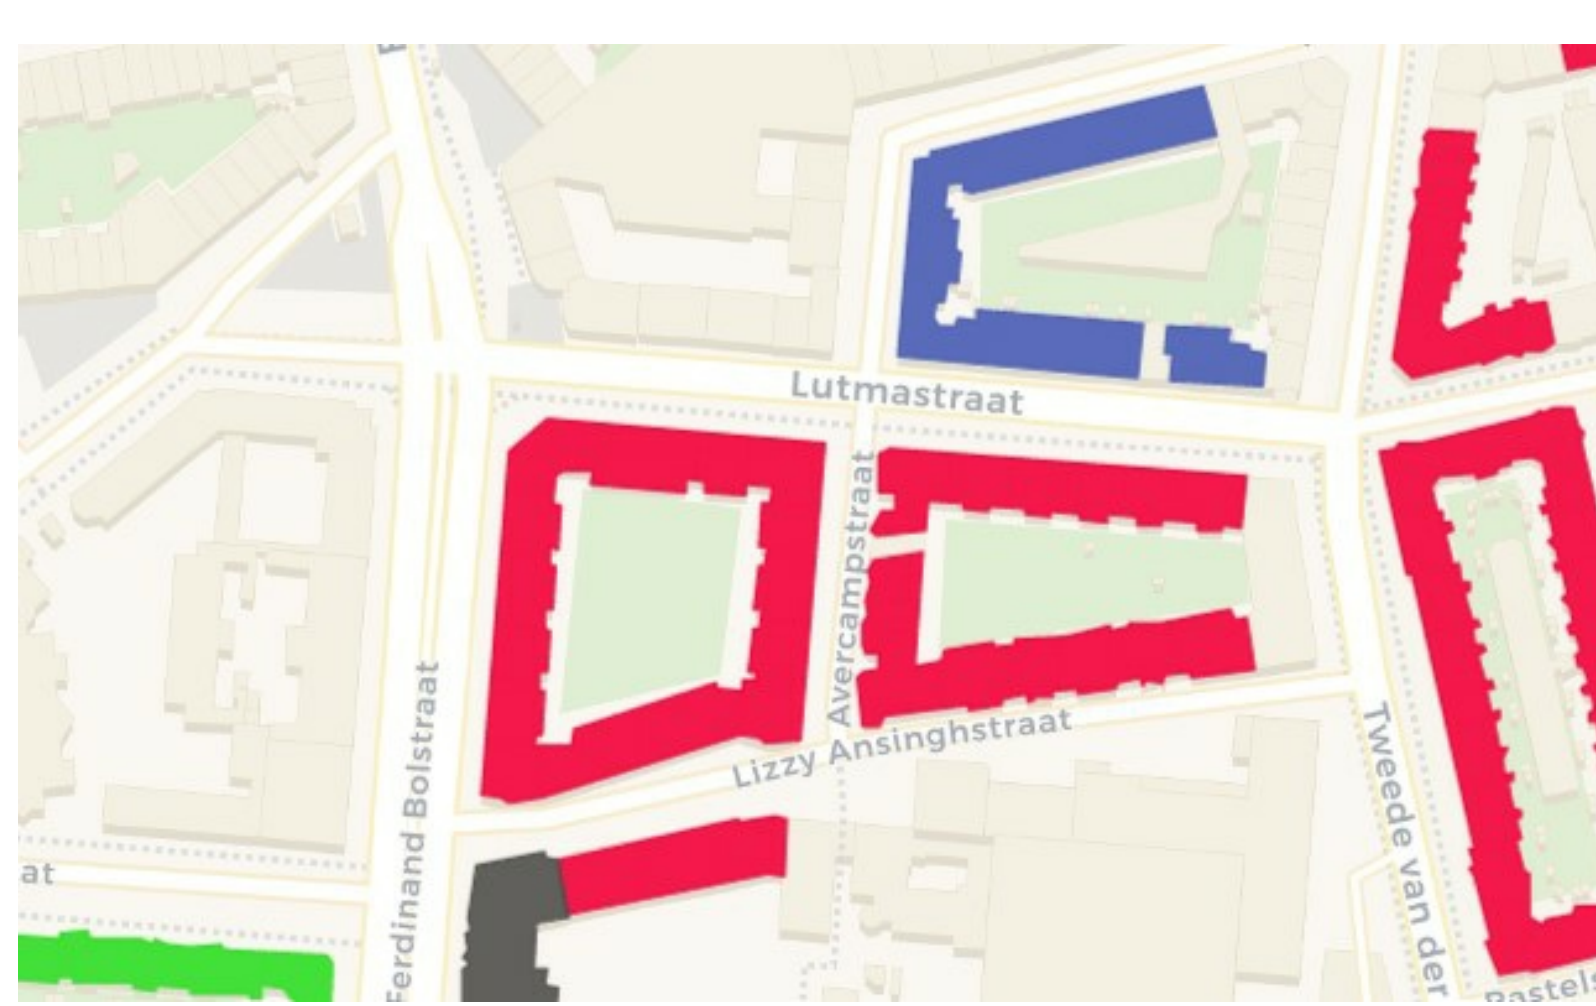 Lutmastraat
Avercampstraat
Lizzy Ansinghstraat
Ferdinand Bolstraat
Tweede van der
at